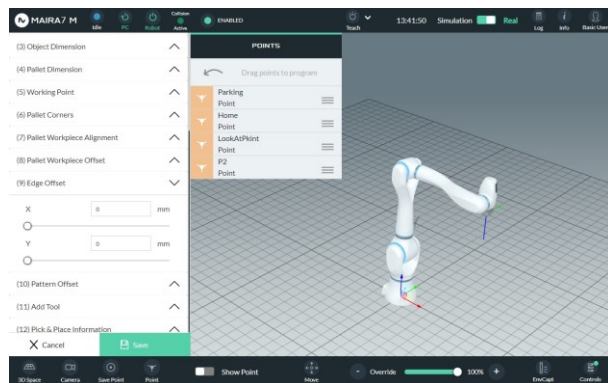 MAIRA7 M
Idle
PC
Robot
Collision
Active
ENABLED
Teach
13:41:50
Simulation
Real
Log
Info
Basic User
(3) Object Dimension
(4) Pallet Dimension
(5) Working Point
(6) Pallet Corners
(7) Pallet Workpiece Alignment
(8) Pallet Workpiece Offset
(9) Edge Offset
X 0 mm
Y 0 mm
(10) Pattern Offset
(11) Add Tool
(12) Pick & Place Information
Cancel
Save
POINTS
Drag points to program
Parking
Point
Home
Point
LookAtPkint
Point
P2
Point
3D Space
Camera
Save Point
Point
Show Point
Move
- Override 100% +
EnvCapt
Controls